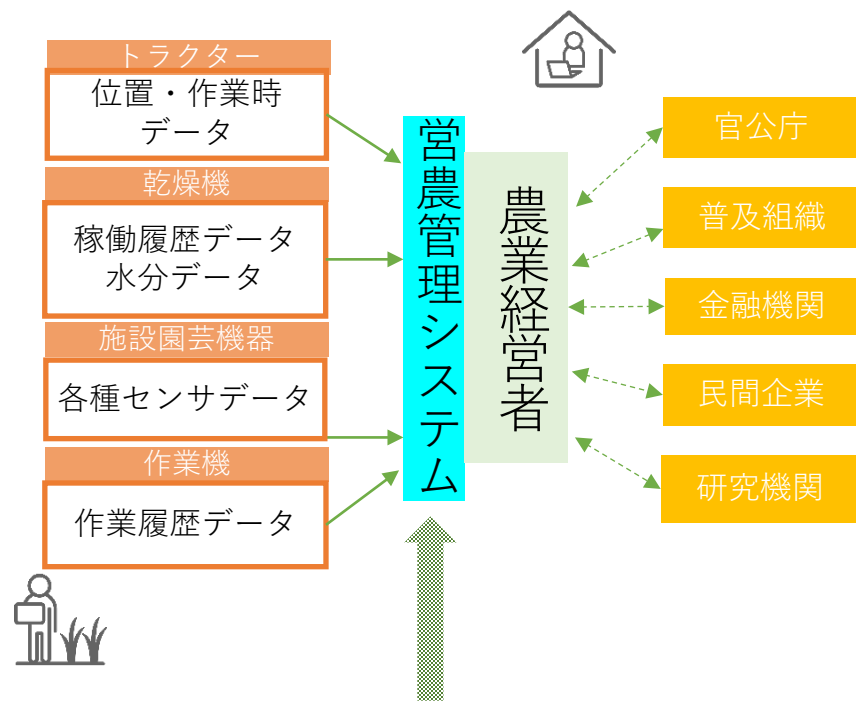 トラクター
位置・作業時
データ
乾燥機
稼働履歴データ
水分データ
施設園芸機器
各種センサデータ
作業機
作業履歴データ
営農管理システム
農業経営者
官公庁
普及組織
金融機関
民間企業
研究機関